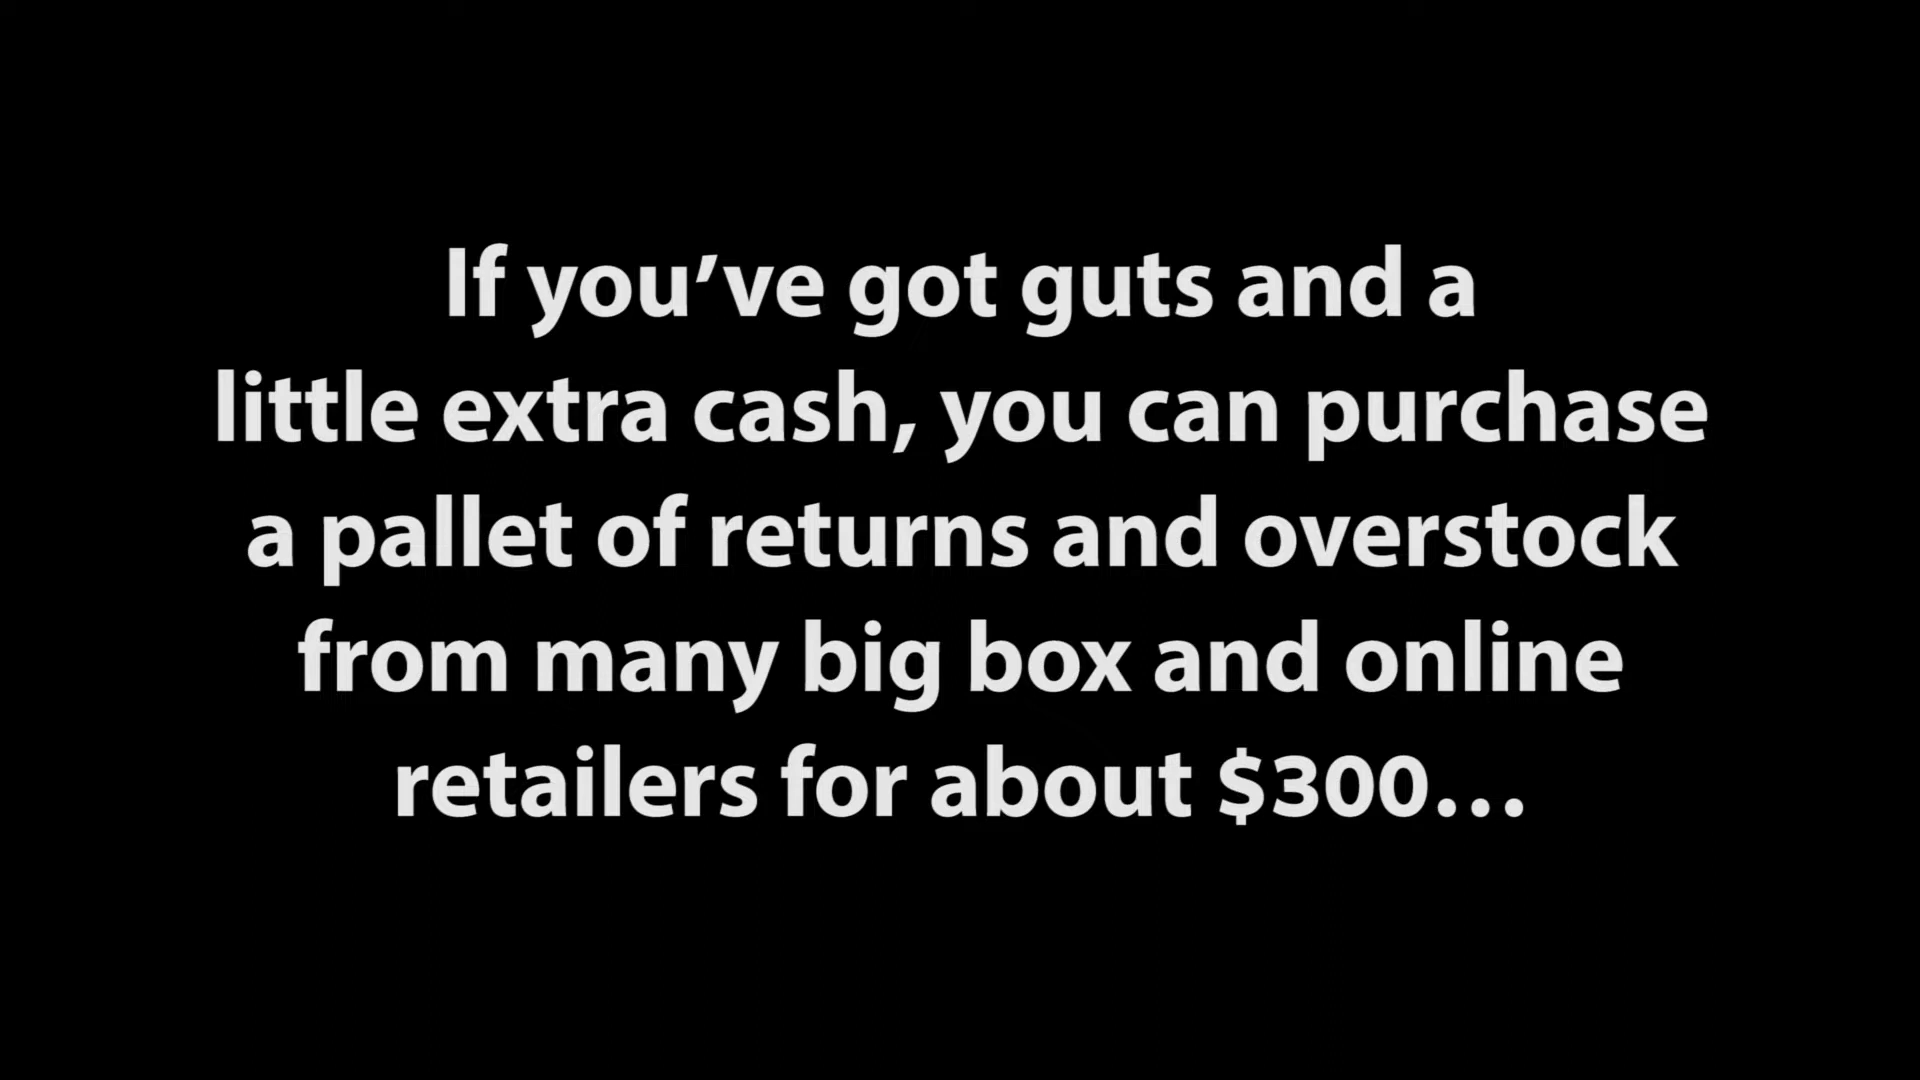 If you’ve got guts and a
little extra cash, you can purchase
a pallet of returns and overstock
from many big box and online
retailers for about $300…